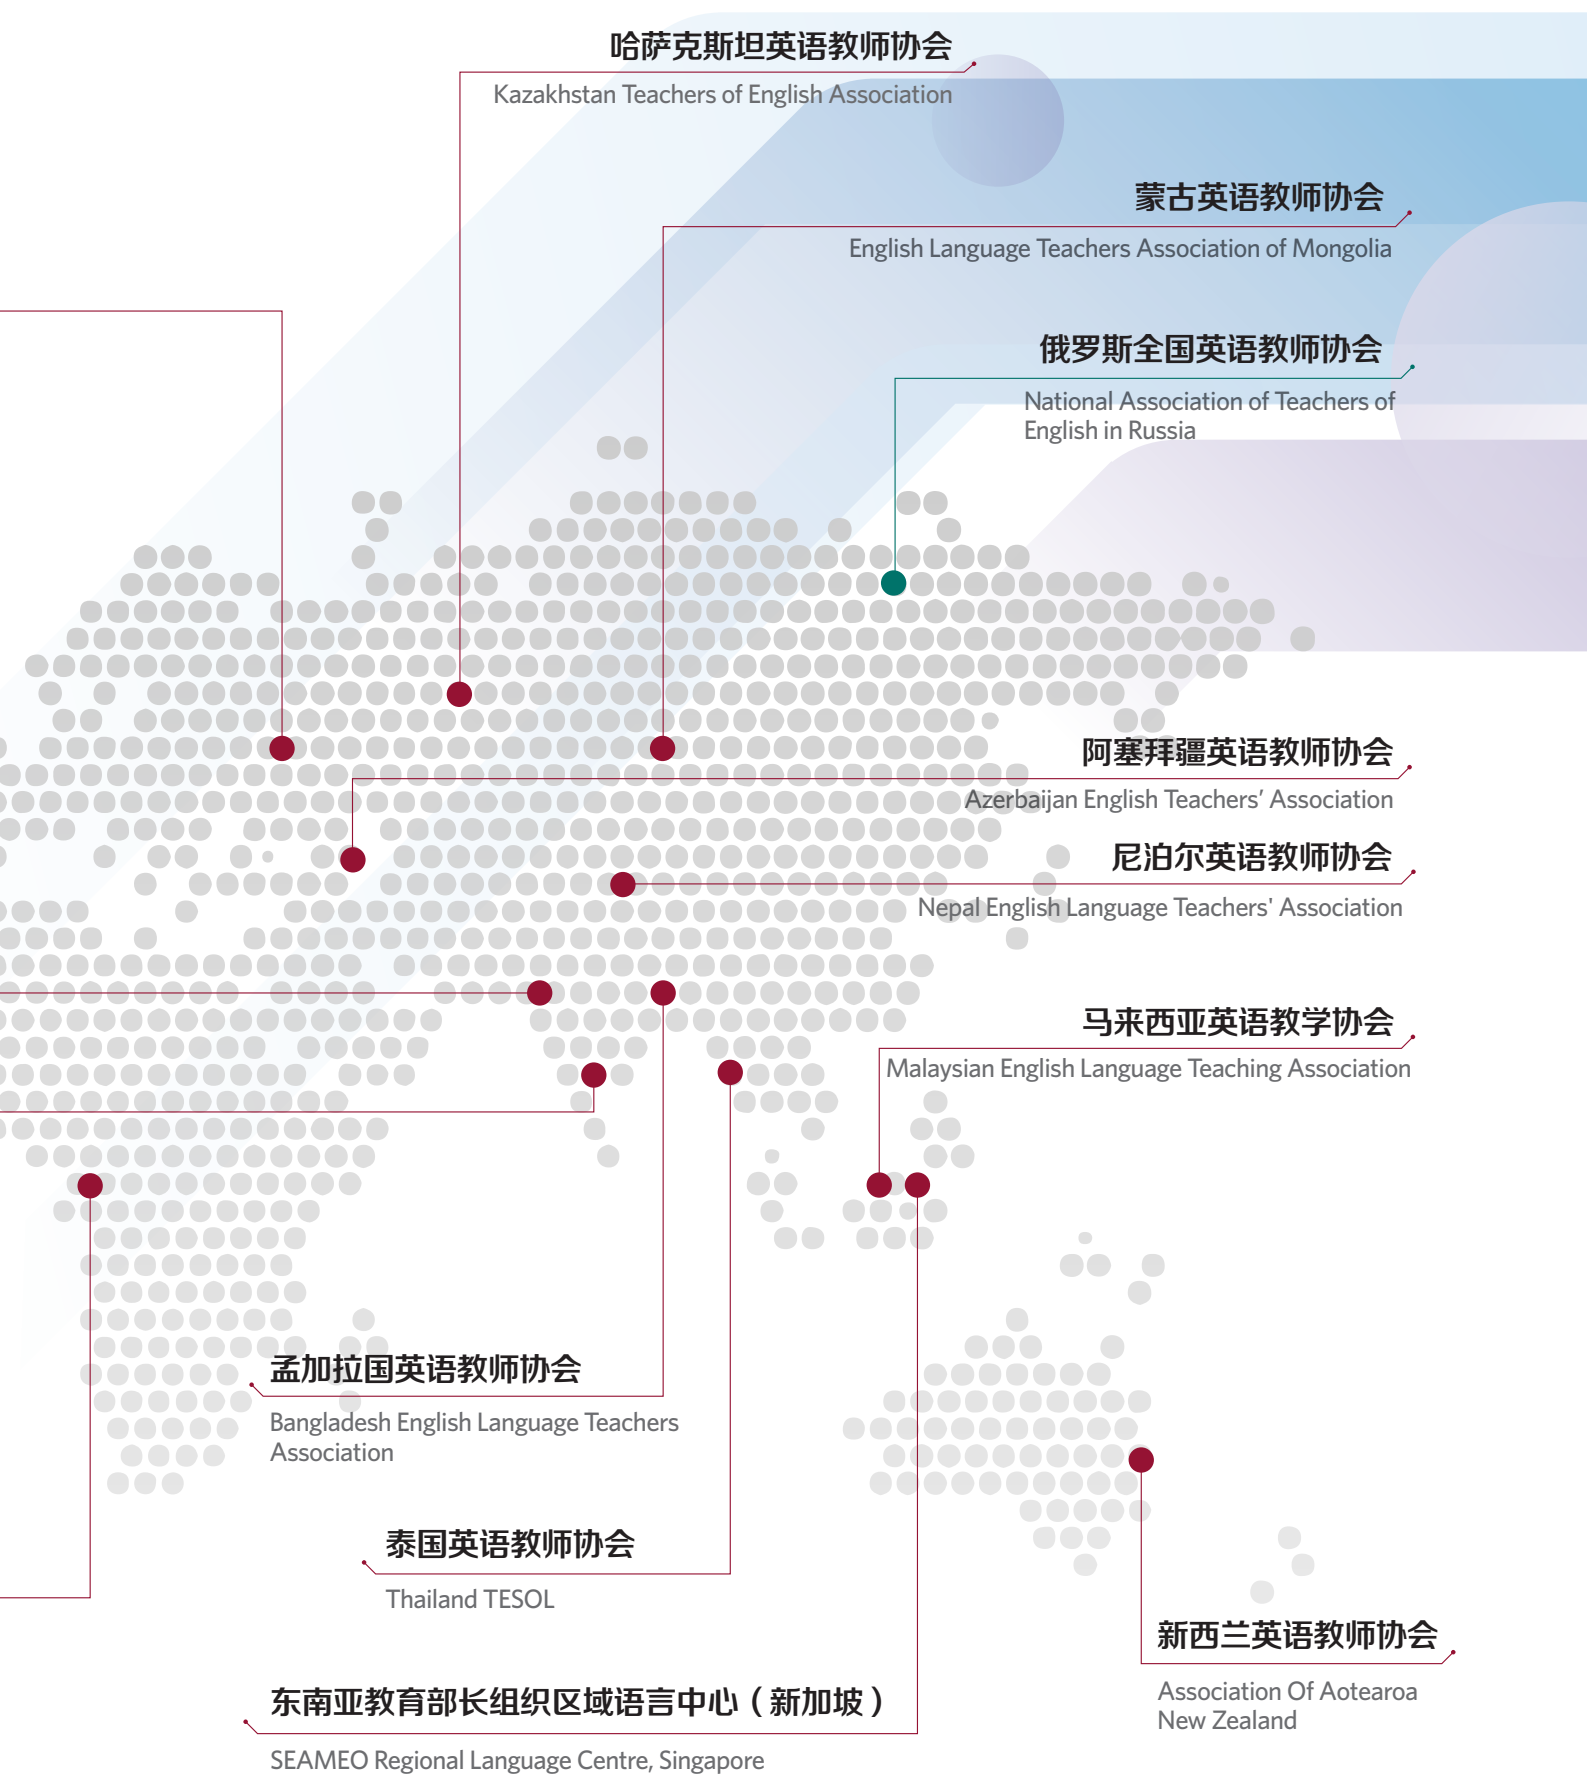 哈萨克斯坦英语教师协会
Kazakhstan Teachers of English Association
蒙古英语教师协会
English Language Teachers Association of Mongolia
俄罗斯全国英语教师协会
National Association of Teachers of
English in Russia
阿塞拜疆英语教师协会
Azerbaijan English Teachers’ Association
尼泊尔英语教师协会
Nepal English Language Teachers' Association
马来西亚英语教学协会
Malaysian English Language Teaching Association
孟加拉国英语教师协会
Bangladesh English Language Teachers
Association
泰国英语教师协会
Thailand TESOL
新西兰英语教师协会
Association Of Aotearoa
New Zealand
东南亚教育部长组织区域语言中心（新加坡）
SEAMEO Regional Language Centre, Singapore